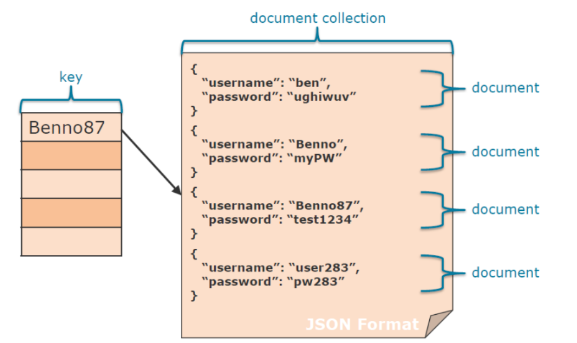 document collection
key
Benno87
{
“username”: “ben”,
“password”: “ughiwuv”
}
document
{
“username”: “Benno”,
“password”: “myPW”
}
document
{
“username”: “Benno87”,
“password”: “test1234”
}
document
{
“username”: “user283”,
“password”: “pw283”
}
document
JSON Format